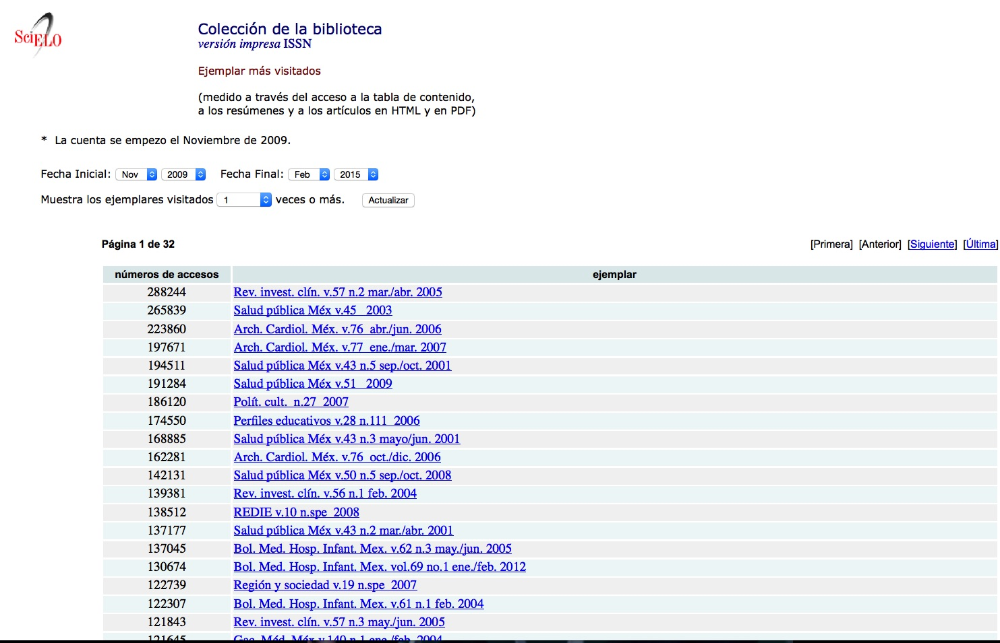 SciELO
Colección de la biblioteca
versión impresa ISSN
Ejemplar más visitados
(medido a través del acceso a la tabla de contenido,
a los resúmenes y a los artículos en HTML y en PDF)
* La cuenta se empezo el Noviembre de 2009.
Fecha Inicial: Nov 2009 Fecha Final: Feb 2015
Muestra los ejemplares visitados 1 veces o más. Actualizar
Página 1 de 32 [Primera] [Anterior] [Siguiente] [Última]
números de accesos ejemplar
288244 Rev. invest. clín. v.57 n.2 mar./abr. 2005
265839 Salud pública Méx v.45 2003
223860 Arch. Cardiol. Méx. v.76 abr./jun. 2006
197671 Arch. Cardiol. Méx. v.77 ene./mar. 2007
194511 Salud pública Méx v.43 n.5 sep./oct. 2001
191284 Salud pública Méx v.51 2009
186120 Polít. cult. n.27 2007
174550 Perfiles educativos v.28 n.111 2006
168885 Salud pública Méx v.43 n.3 mayo/jun. 2001
162281 Arch. Cardiol. Méx. v.76 oct./dic. 2006
142131 Salud pública Méx v.50 n.5 sep./oct. 2008
139381 Rev. invest. clín. v.56 n.1 feb. 2004
138512 REDIE v.10 n.spe 2008
137177 Salud pública Méx v.43 n.2 mar./abr. 2001
137045 Bol. Med. Hosp. Infant. Mex. v.62 n.3 may./jun. 2005
130674 Bol. Med. Hosp. Infant. Mex. vol.69 no.1 ene./feb. 2012
122739 Región y sociedad v.19 n.spe 2007
122307 Bol. Med. Hosp. Infant. Mex. v.61 n.1 feb. 2004
121843 Rev. invest. clín. v.57 n.3 may./jun. 2005
121645 Gac. Méd. Méx v.140 n.1 ene./feb. 2004